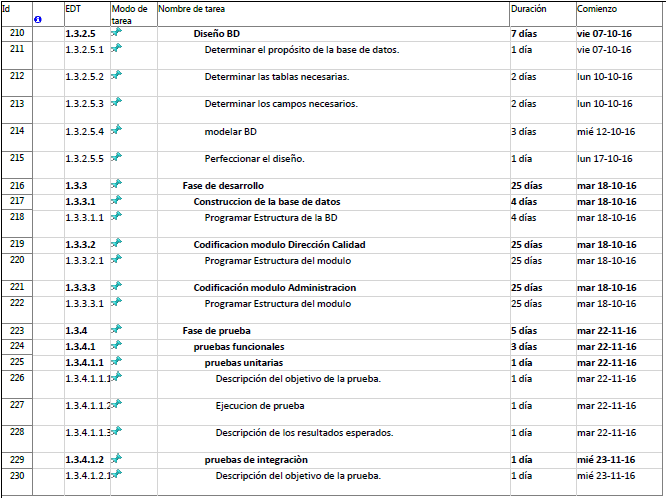 Id EDT Modo de tarea Nombre de tarea Duración Comienzo
210 1.3.2.5 Diseño BD 7 días vie 07-10-16
211 1.3.2.5.1 Determinar el propósito de la base de datos. 1 día vie 07-10-16
212 1.3.2.5.2 Determinar las tablas necesarias. 2 días lun 10-10-16
213 1.3.2.5.3 Determinar los campos necesarios. 2 días lun 10-10-16
214 1.3.2.5.4 modelar BD 3 días mié 12-10-16
215 1.3.2.5.5 Perfeccionar el diseño. 1 día lun 17-10-16
216 1.3.3 Fase de desarrollo 25 días mar 18-10-16
217 1.3.3.1 Construccion de la base de datos 4 días mar 18-10-16
218 1.3.3.1.1 Programar Estructura de la BD 4 días mar 18-10-16
219 1.3.3.2 Codificacion modulo Dirección Calidad 25 días mar 18-10-16
220 1.3.3.2.1 Programar Estructura del modulo 25 días mar 18-10-16
221 1.3.3.3 Codificación modulo Administracion 25 días mar 18-10-16
222 1.3.3.3.1 Programar Estructura del modulo 25 días mar 18-10-16
223 1.3.4 Fase de prueba 5 días mar 22-11-16
224 1.3.4.1 pruebas funcionales 3 días mar 22-11-16
225 1.3.4.1.1 pruebas unitarias 1 día mar 22-11-16
226 1.3.4.1.1.1 Descripción del objetivo de la prueba. 1 día mar 22-11-16
227 1.3.4.1.1.2 Ejecucion de prueba 1 día mar 22-11-16
228 1.3.4.1.1.3 Descripción de los resultados esperados. 1 día mar 22-11-16
229 1.3.4.1.2 pruebas de integraciòn 1 día mié 23-11-16
230 1.3.4.1.2.1 Descripción del objetivo de la prueba. 1 día mié 23-11-16